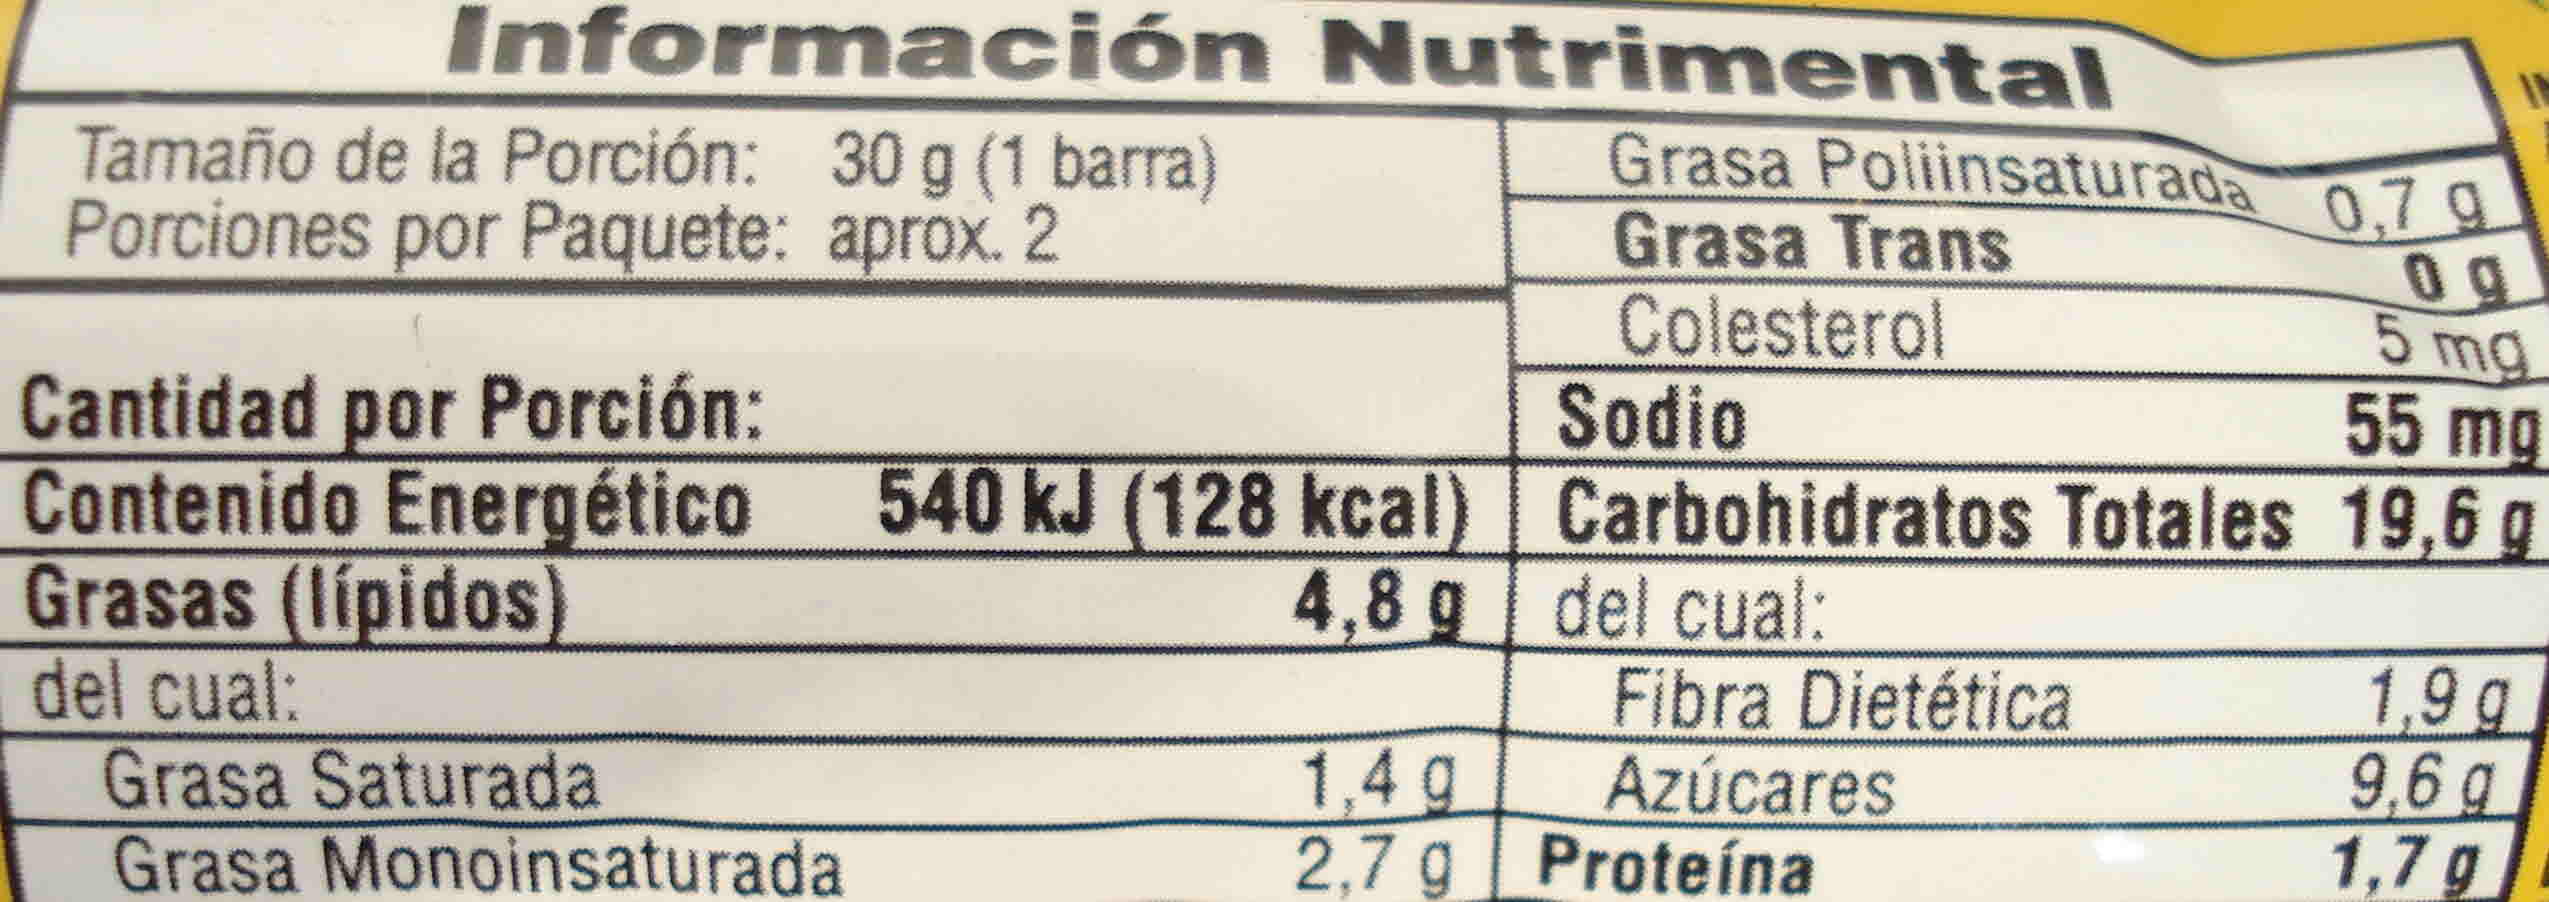 Información Nutrimental
Tamaño de la Porción: 30 g (1 barra)
Porciones por Paquete: aprox. 2
Cantidad por Porción:
Contenido Energético 540 kJ (128 kcal)
Grasas (lípidos) 4,8 g
del cual:
Grasa Saturada 1,4 g
Grasa Monoinsaturada 2,7 g
Grasa Poliinsaturada 0,7 g
Grasa Trans 0 g
Colesterol 5 mg
Sodio 55 mg
Carbohidratos Totales 19,6 g
del cual:
Fibra Dietética 1,9 g
Azúcares 9,6 g
Proteína 1,7 g